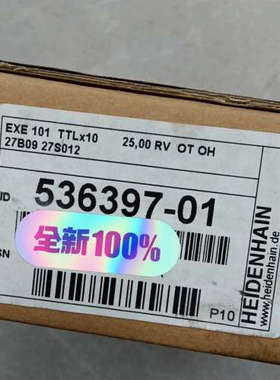 EXE 101 TTLx10 25,00 RV OT OH
27B09 27S012
ID 536397-01
全新100%
SN
HEIDENHAIN
www.heidenhain.de
P10